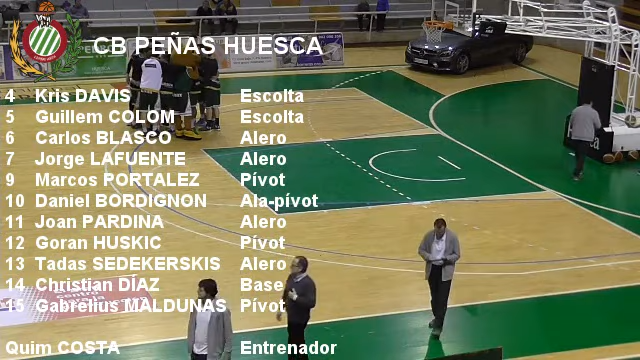 CB PEÑAS HUESCA
4 Kris DAVIS Escolta
5 Guillem COLOM Escolta
6 Carlos BLASCO Alero
7 Jorge LAFUENTE Alero
9 Marcos PORTALEZ Pívot
10 Daniel BORDIGNON Ala-pívot
11 Joan PARDINA Alero
12 Goran HUSKIC Pívot
13 Tadas SEDEKERSKIS Alero
14 Christian DÍAZ Base
15 Gabrelius MALDUNAS Pívot
Quim COSTA Entrenador